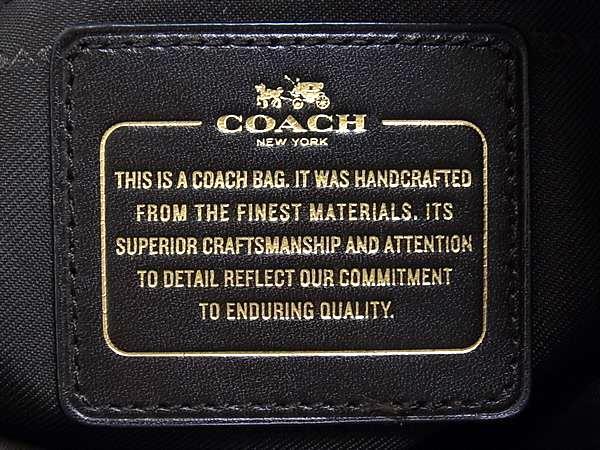 COACH
NEW YORK
THIS IS A COACH BAG. IT WAS HANDCRAFTED
FROM THE FINEST MATERIALS. ITS
SUPERIOR CRAFTSMANSHIP AND ATTENTION
TO DETAIL REFLECT OUR COMMITMENT
TO ENDURING QUALITY.